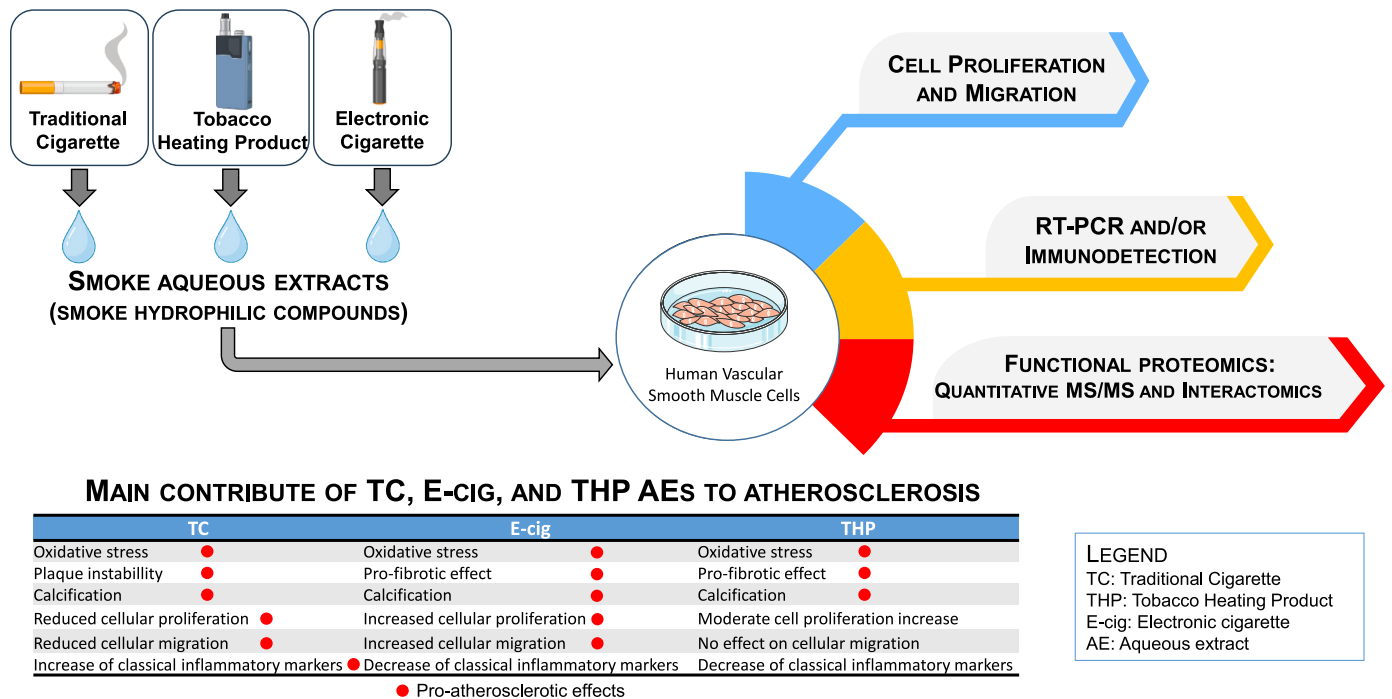 Traditional
Cigarette
Tobacco
Heating Product
Electronic
Cigarette
SMOKE AQUEOUS EXTRACTS
(SMOKE HYDROPHILIC COMPOUNDS)
Human Vascular
Smooth Muscle Cells
CELL PROLIFERATION
AND MIGRATION
RT-PCR AND/OR
IMMUNODETECTION
FUNCTIONAL PROTEOMICS:
QUANTITATIVE MS/MS AND INTERACTOMICS
MAIN CONTRIBUTE OF TC, E-CIG, AND THP AES TO ATHEROSCLEROSIS
TC E-cig THP
Oxidative stress Oxidative stress Oxidative stress
Plaque instabillity Pro-fibrotic effect Pro-fibrotic effect
Calcification Calcification Calcification
Reduced cellular proliferation Increased cellular proliferation Moderate cell proliferation increase
Reduced cellular migration Increased cellular migration No effect on cellular migration
Increase of classical inflammatory markers Decrease of classical inflammatory markers Decrease of classical inflammatory markers
Pro-atherosclerotic effects
LEGEND
TC: Traditional Cigarette
THP: Tobacco Heating Product
E-cig: Electronic cigarette
AE: Aqueous extract